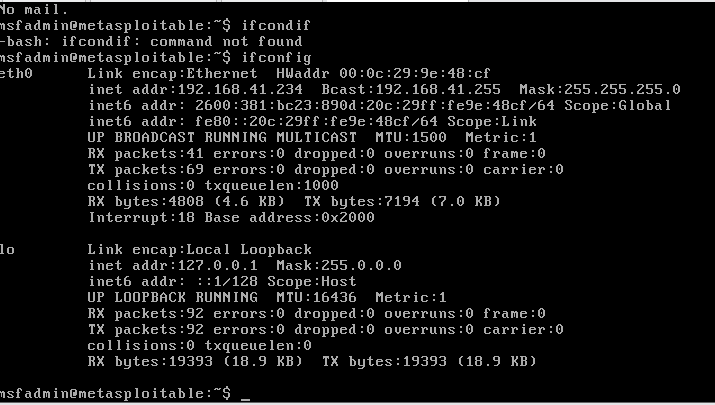 No mail.
msfadmin@metasploitable:~$ ifcondif
-bash: ifcondif: command not found
msfadmin@metasploitable:~$ ifconfig
eth0      Link encap:Ethernet  HWaddr 00:0c:29:9e:48:cf
          inet addr:192.168.41.234  Bcast:192.168.41.255  Mask:255.255.255.0
          inet6 addr: 2600:381:bc23:890d:20c:29ff:fe9e:48cf/64 Scope:Global
          inet6 addr: fe80::20c:29ff:fe9e:48cf/64 Scope:Link
          UP BROADCAST RUNNING MULTICAST  MTU:1500  Metric:1
          RX packets:41 errors:0 dropped:0 overruns:0 frame:0
          TX packets:69 errors:0 dropped:0 overruns:0 carrier:0
          collisions:0 txqueuelen:1000
          RX bytes:4808 (4.6 KB)  TX bytes:7194 (7.0 KB)
          Interrupt:18 Base address:0x2000
lo        Link encap:Local Loopback
          inet addr:127.0.0.1  Mask:255.0.0.0
          inet6 addr: ::1/128 Scope:Host
          UP LOOPBACK RUNNING  MTU:16436  Metric:1
          RX packets:92 errors:0 dropped:0 overruns:0 frame:0
          TX packets:92 errors:0 dropped:0 overruns:0 carrier:0
          collisions:0 txqueuelen:0
          RX bytes:19393 (18.9 KB)  TX bytes:19393 (18.9 KB)
msfadmin@metasploitable:~$ _